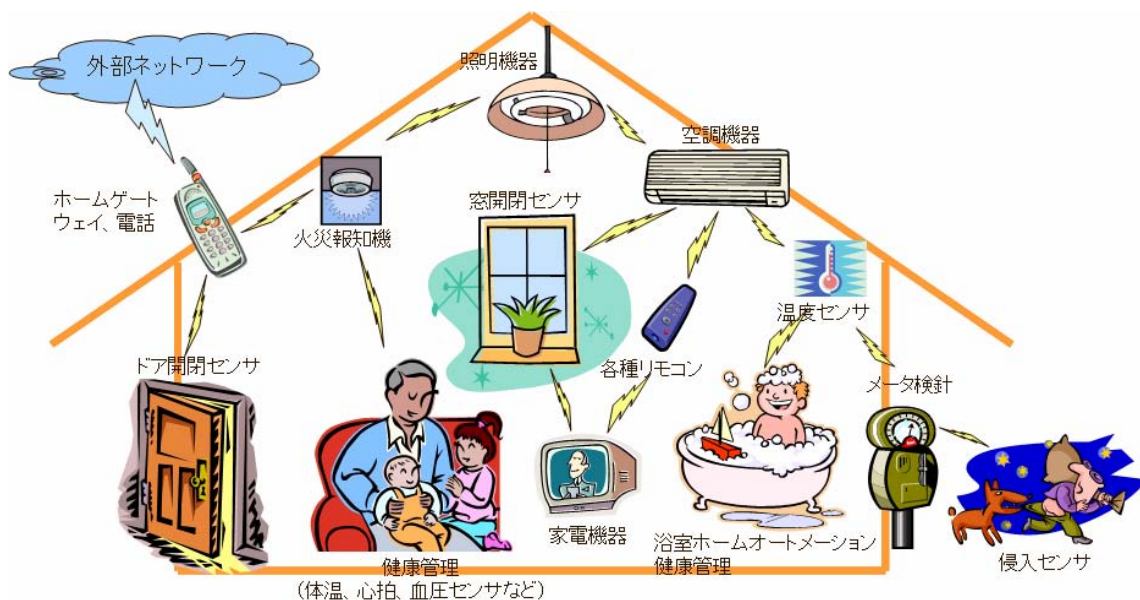 外部ネットワーク
照明機器
空調機器
ホームゲート
ウェイ、電話
火災報知機
窓開閉センサ
温度センサ
ドア開閉センサ
各種リモコン
メータ検針
家電機器
浴室ホームオートメーション
健康管理
健康管理
（体温、心拍、血圧センサなど）
侵入センサ